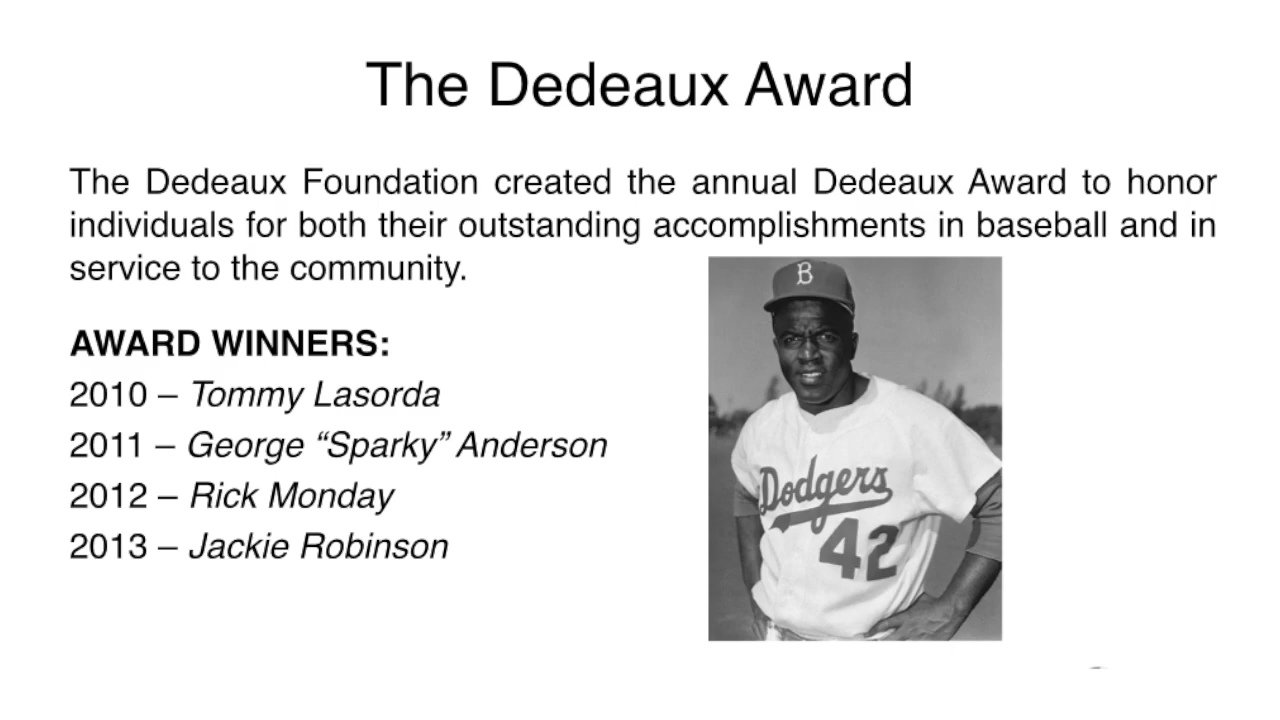 The Dedeaux Award
The Dedeaux Foundation created the annual Dedeaux Award to honor
individuals for both their outstanding accomplishments in baseball and in
service to the community.
AWARD WINNERS:
2010 – Tommy Lasorda
2011 – George “Sparky” Anderson
2012 – Rick Monday
2013 – Jackie Robinson
B
Dodgers
42